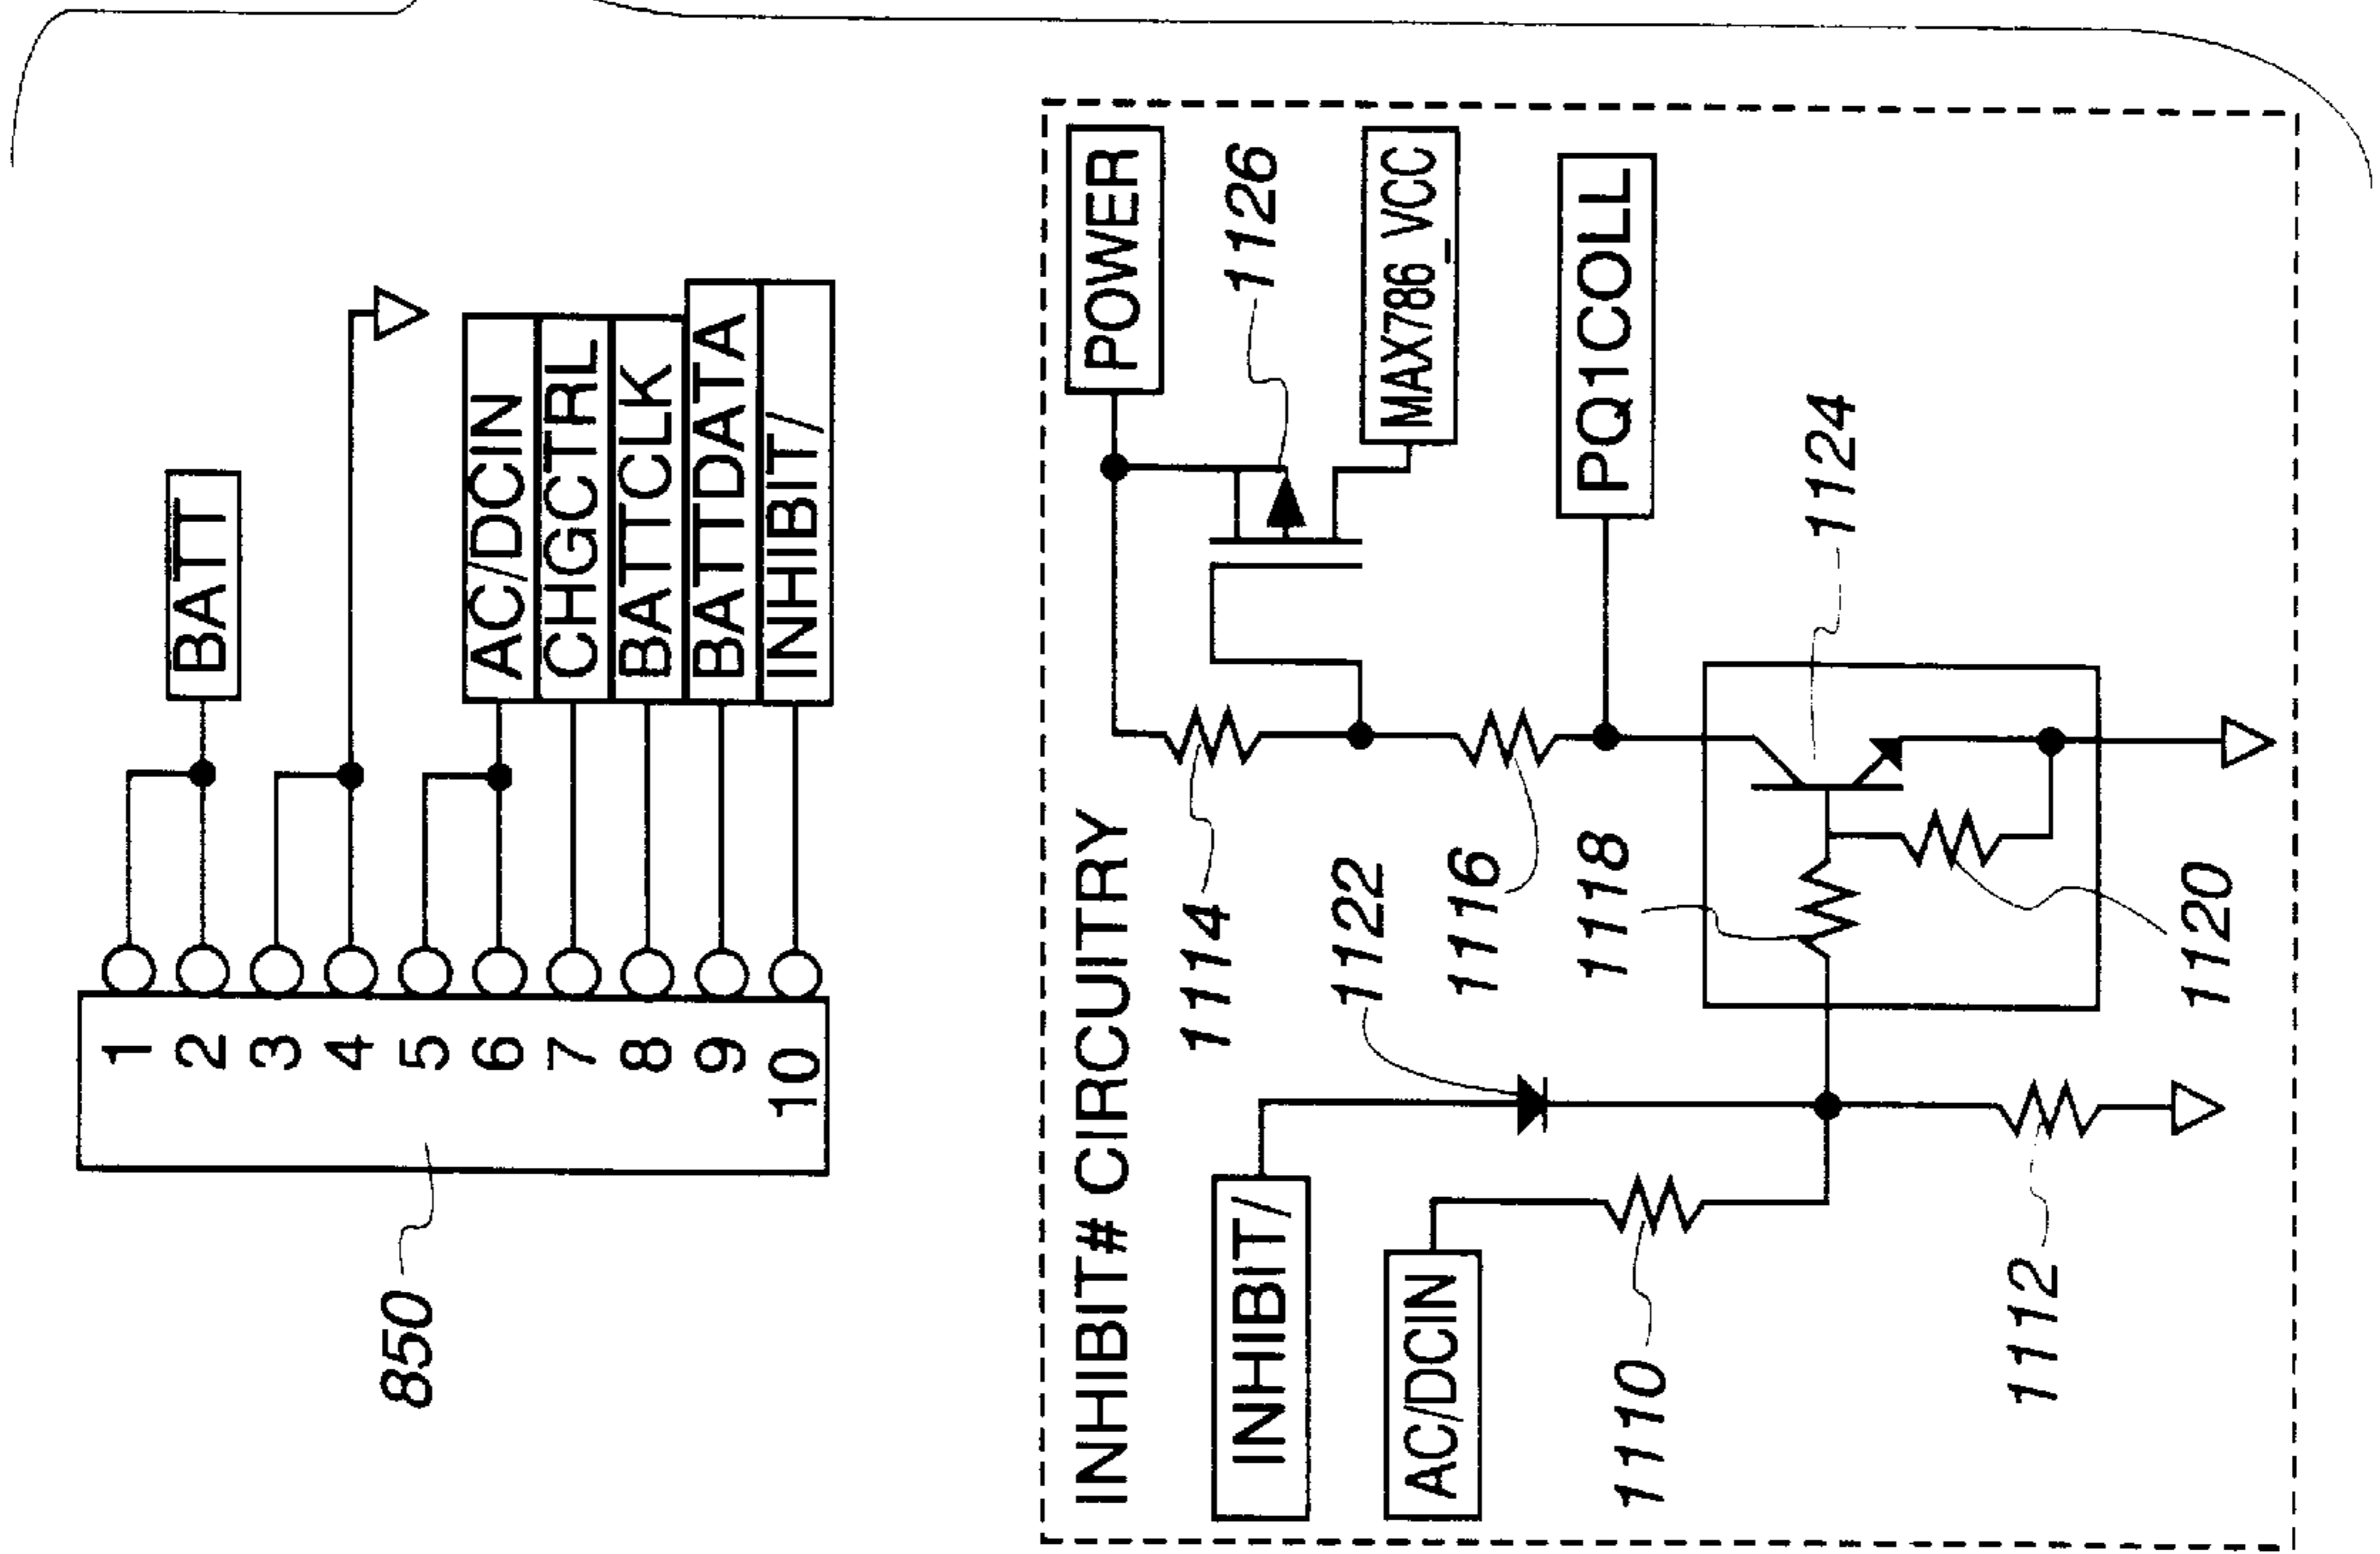 850
1
2
3
4
5
6
7
8
9
10
BATT
AC/DCIN
CHGCTRL
BATTCLK
BATTDATA
INHIBIT/
INHIBIT# CIRCUITRY
POWER
1126
MAX786_VCC
PQ1COLL
1124
1114
1122
1116
1118
1120
INHIBIT/
AC/DCIN
1110
1112